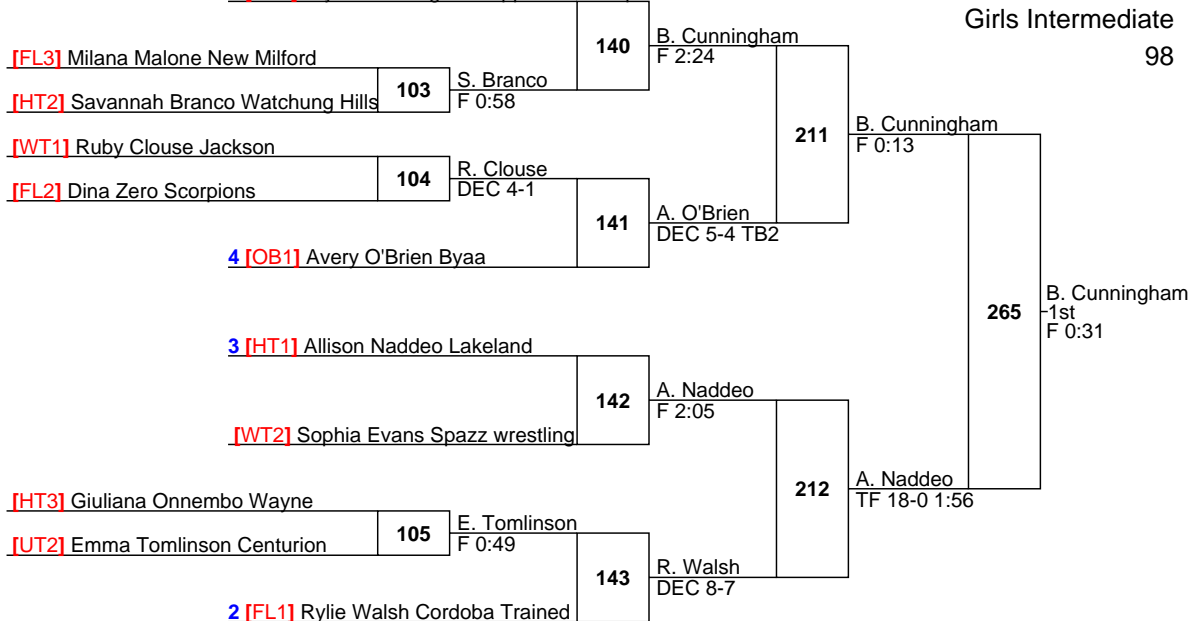 Girls Intermediate
98
140
B. Cunningham
F 2:24
[FL3] Milana Malone New Milford
103
S. Branco
F 0:58
[HT2] Savannah Branco Watchung Hills
211
B. Cunningham
F 0:13
[WT1] Ruby Clouse Jackson
104
R. Clouse
DEC 4-1
[FL2] Dina Zero Scorpions
141
A. O'Brien
DEC 5-4 TB2
4 [OB1] Avery O'Brien Byaa
265
B. Cunningham
1st
F 0:31
3 [HT1] Allison Naddeo Lakeland
142
A. Naddeo
F 2:05
[WT2] Sophia Evans Spazz wrestling
212
A. Naddeo
TF 18-0 1:56
[HT3] Giuliana Onnembo Wayne
105
E. Tomlinson
F 0:49
[UT2] Emma Tomlinson Centurion
143
R. Walsh
DEC 8-7
2 [FL1] Rylie Walsh Cordoba Trained